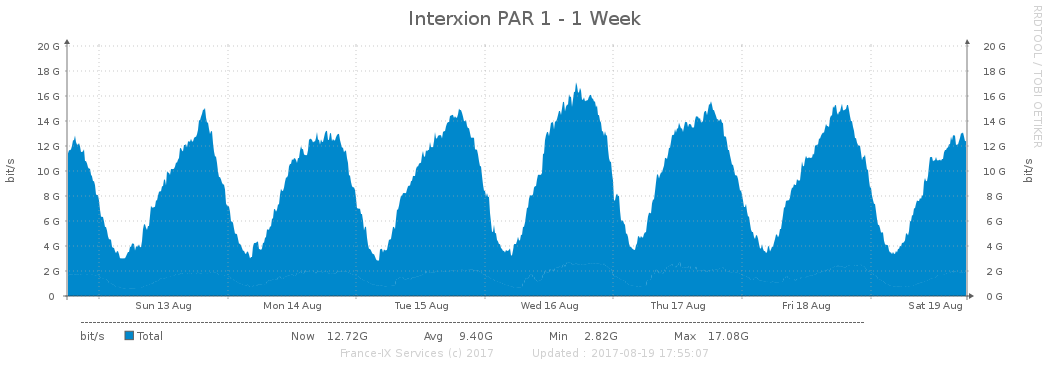 Interxion PAR 1 - 1 Week
RRDTOOL / TOBI OETIKER
bit/s
20 G 20 G
18 G 18 G
16 G 16 G
14 G 14 G
12 G 12 G
10 G 10 G
8 G 8 G
6 G 6 G
4 G 4 G
2 G 2 G
0 0 G
bit/s
Sun 13 Aug Mon 14 Aug Tue 15 Aug Wed 16 Aug Thu 17 Aug Fri 18 Aug Sat 19 Aug
bit/s Total Now 12.72G Avg 9.40G Min 2.82G Max 17.08G
France-IX Services (c) 2017 Updated : 2017-08-19 17:55:07